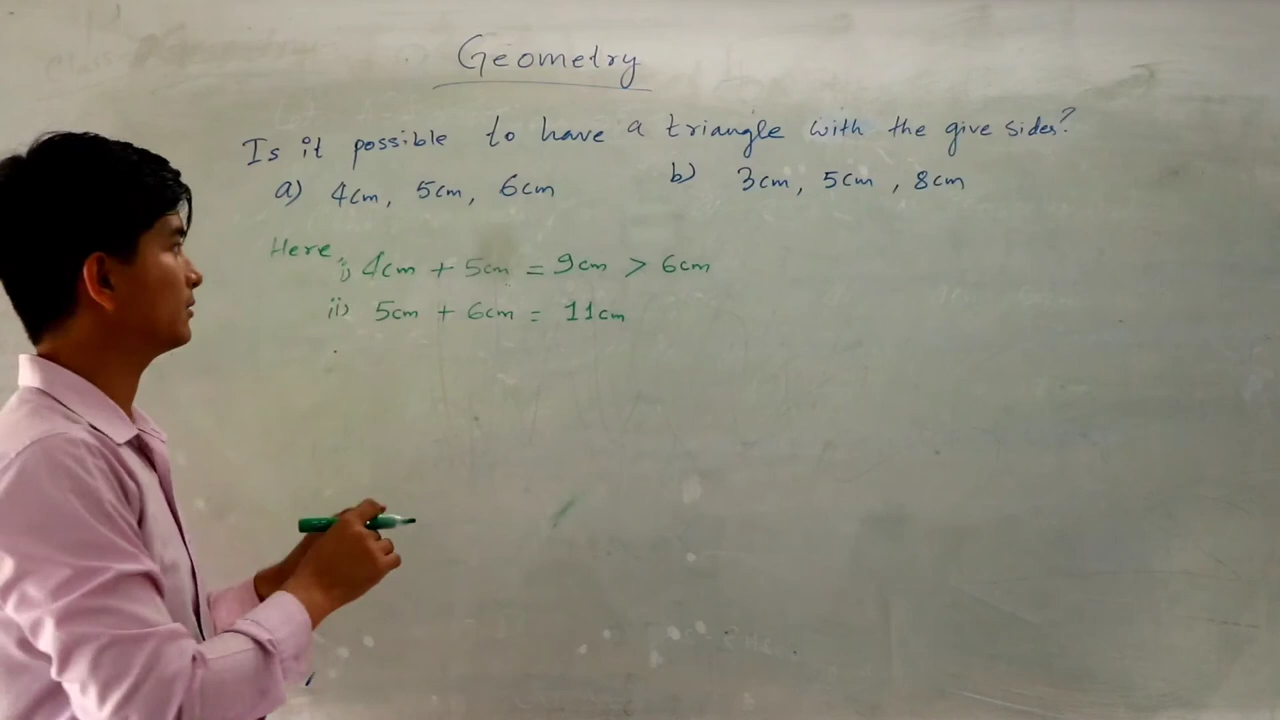 Geometry
Is it possible to have a triangle with the give sides?
a) 4cm, 5cm, 6cm b) 3cm, 5cm, 8cm
Here,
i) 4cm + 5cm = 9cm > 6cm
ii) 5cm + 6cm = 11cm